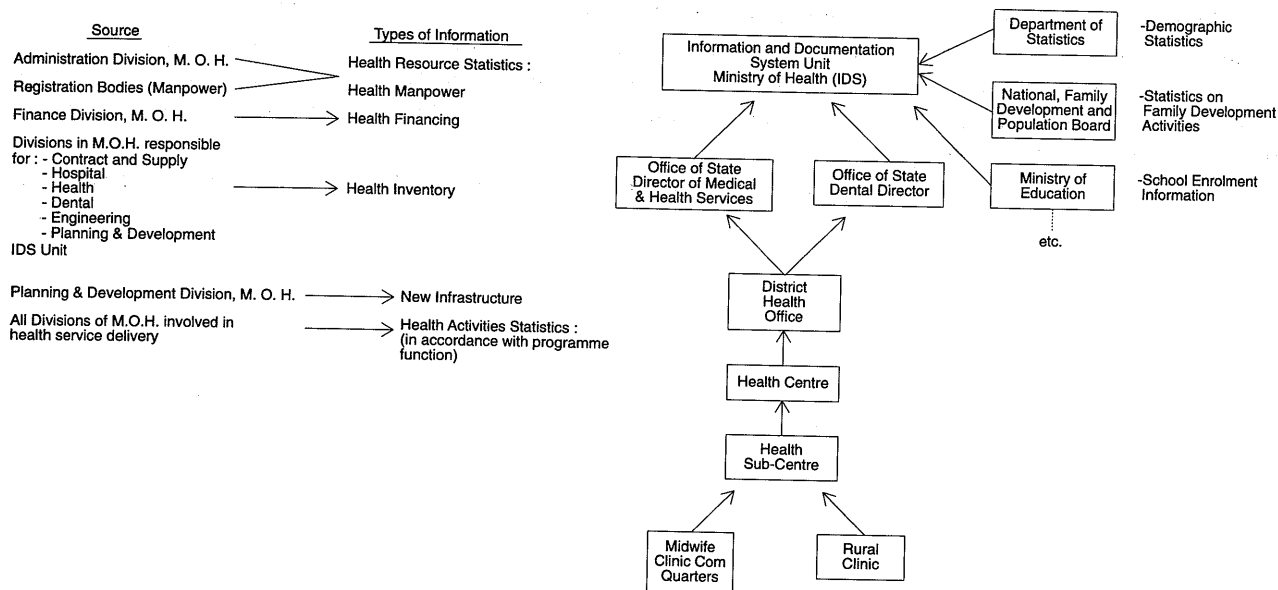 Source
Types of Information
Administration Division, M. O. H.
Registration Bodies (Manpower)
Health Resource Statistics :
Health Manpower
Finance Division, M. O. H.
Health Financing
Divisions in M.O.H. responsible
for : - Contract and Supply
- Hospital
- Health
- Dental
- Engineering
- Planning & Development
IDS Unit
Health Inventory
Planning & Development Division, M. O. H.
New Infrastructure
All Divisions of M.O.H. involved in
health service delivery
Health Activities Statistics :
(in accordance with programme
function)
Information and Documentation
System Unit
Ministry of Health (IDS)
Department of
Statistics
-Demographic
Statistics
National, Family
Development and
Population Board
-Statistics on
Family Development
Activities
Ministry of
Education
-School Enrolment
Information
etc.
Office of State
Director of Medical
& Health Services
Office of State
Dental Director
District
Health
Office
Health Centre
Health
Sub-Centre
Midwife
Clinic Com
Quarters
Rural
Clinic